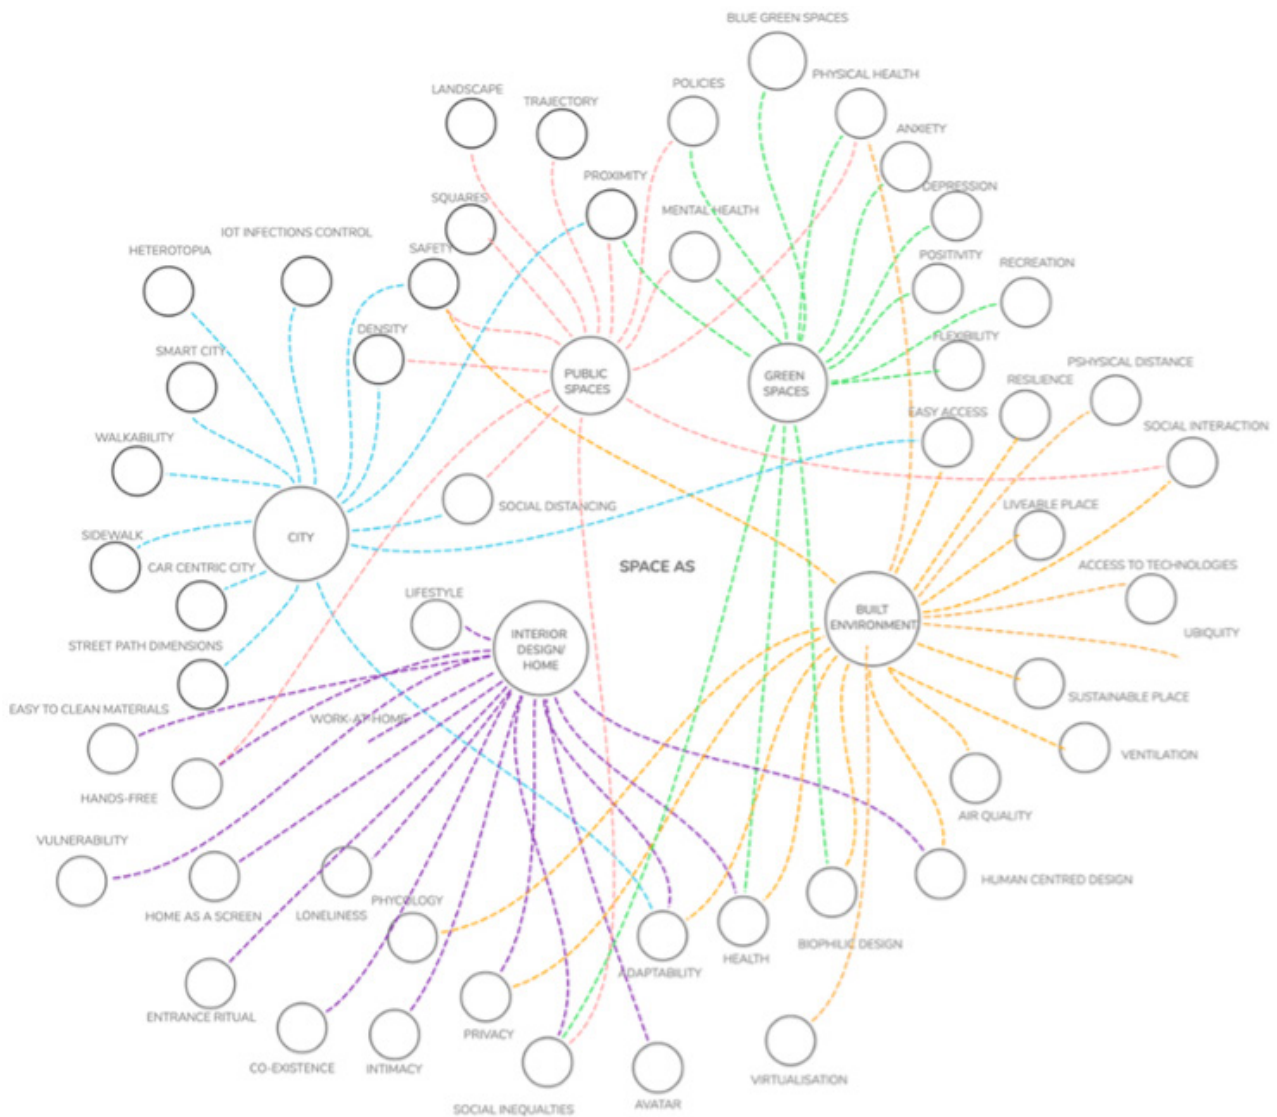 BLUE GREEN SPACES
PHYSICAL HEALTH
POLICIES
LANDSCAPE
TRAJECTORY
ANXIETY
PROXIMITY
DEPRESSION
SQUARES
MENTAL HEALTH
IOT INFECTIONS CONTROL
HETEROTOPIA
SAFETY
POSITIVITY
RECREATION
DENSITY
FLEXIBILITY
SMART CITY
PSHYSICAL DISTANCE
PUBLIC
SPACES
GREEN
SPACES
RESILIENCE
EASY ACCESS
SOCIAL INTERACTION
WALKABILITY
SOCIAL DISTANCING
LIVEABLE PLACE
SIDEWALK
CITY
CAR CENTRIC CITY
SPACE AS
ACCESS TO TECHNOLOGIES
LIFESTYLE
BUILT
ENVIRONMENT
INTERIOR
DESIGN/
HOME
UBIQUITY
STREET PATH DIMENSIONS
SUSTAINABLE PLACE
EASY TO CLEAN MATERIALS
WORK-AT-HOME
VENTILATION
HANDS-FREE
AIR QUALITY
VULNERABILITY
HUMAN CENTRED DESIGN
PHYCOLOGY
HOME AS A SCREEN
LONELINESS
BIOPHILIC DESIGN
HEALTH
ADAPTABILITY
ENTRANCE RITUAL
PRIVACY
CO-EXISTENCE
INTIMACY
VIRTUALISATION
AVATAR
SOCIAL INEQUALTIES